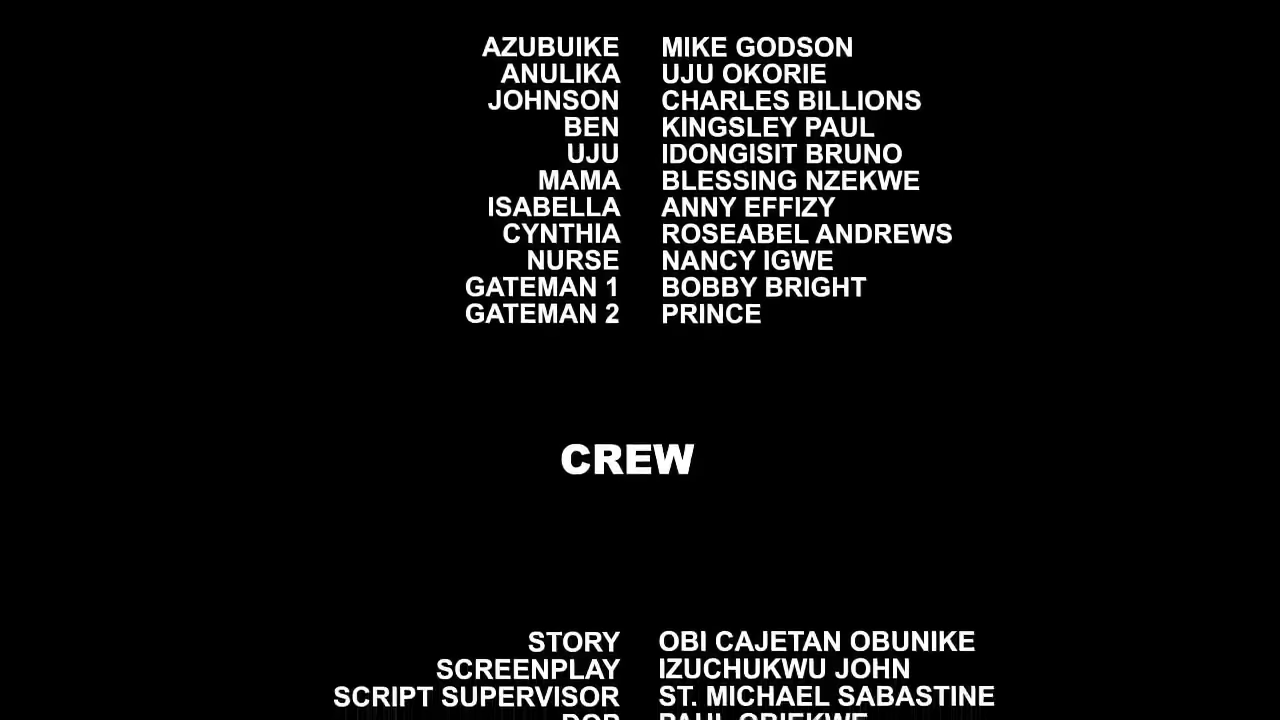 AZUBUIKE MIKE GODSON
ANULIKA UJU OKORIE
JOHNSON CHARLES BILLIONS
BEN KINGSLEY PAUL
UJU IDONGISIT BRUNO
MAMA BLESSING NZEKWE
ISABELLA ANNY EFFIZY
CYNTHIA ROSEABEL ANDREWS
NURSE NANCY IGWE
GATEMAN 1 BOBBY BRIGHT
GATEMAN 2 PRINCE
CREW
STORY OBI CAJETAN OBUNIKE
SCREENPLAY IZUCHUKWU JOHN
SCRIPT SUPERVISOR ST. MICHAEL SABASTINE
DOP PAUL